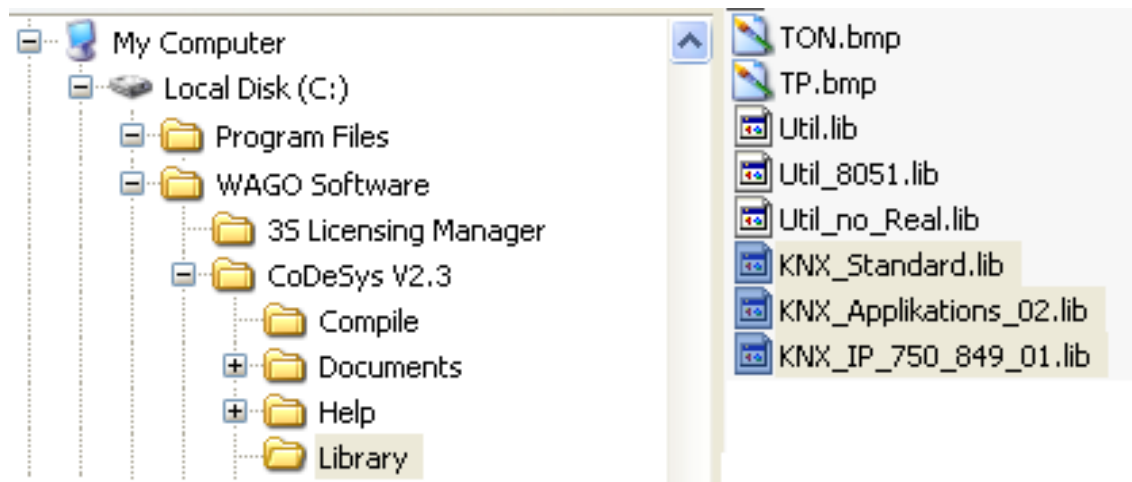 My Computer
Local Disk (C:)
Program Files
WAGO Software
3S Licensing Manager
CoDeSys V2.3
Compile
Documents
Help
Library
TON.bmp
TP.bmp
Util.lib
Util_8051.lib
Util_no_Real.lib
KNX_Standard.lib
KNX_Applikations_02.lib
KNX_IP_750_849_01.lib